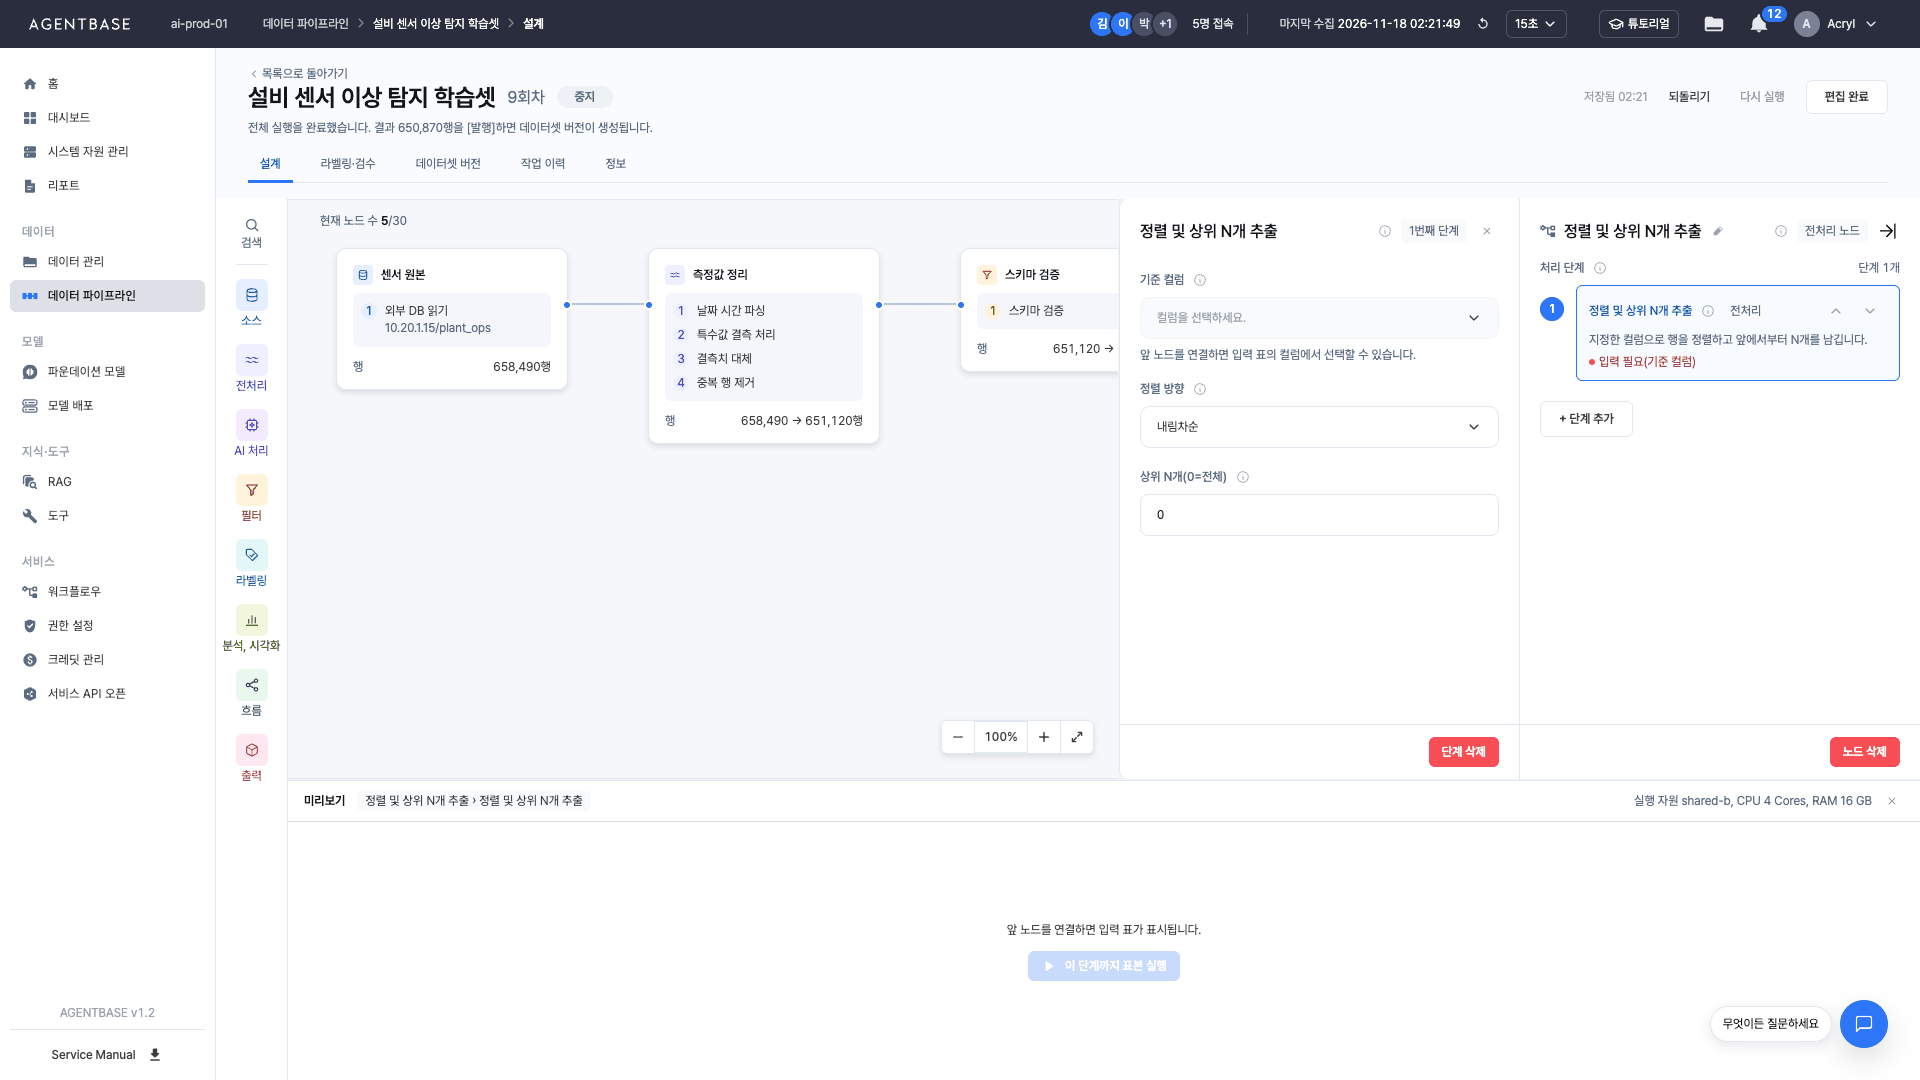 AGENTBASE
ai-prod-01
데이터 파이프라인 > 설비 센서 이상 탐지 학습셋 > 설계
김 이 박 +1 5명 접속
마지막 수집 2026-11-18 02:21:49
15초
튜토리얼
12
A Acryl
홈
대시보드
시스템 자원 관리
리포트
데이터
데이터 관리
데이터 파이프라인
모델
파운데이션 모델
모델 배포
지식·도구
RAG
도구
서비스
워크플로우
권한 설정
크레딧 관리
서비스 API 오픈
AGENTBASE v1.2
Service Manual
목록으로 돌아가기
설비 센서 이상 탐지 학습셋 9회차 중지
전체 실행을 완료했습니다. 결과 650,870행을 [발행]하면 데이터셋 버전이 생성됩니다.
저장됨 02:21 되돌리기 다시 실행 편집 완료
설계 라벨링·검수 데이터셋 버전 작업 이력 정보
검색
소스
전처리
AI 처리
필터
라벨링
분석, 시각화
흐름
출력
현재 노드 수 5/30
센서 원본
1 외부 DB 읽기
10.20.1.15/plant_ops
행 658,490행
측정값 정리
1 날짜 시간 파싱
2 특수값 결측 처리
3 결측치 대체
4 중복 행 제거
행 658,490 → 651,120행
스키마 검증
1 스키마 검증
행 651,120 →
100%
정렬 및 상위 N개 추출 1번째 단계
기준 컬럼
컬럼을 선택하세요.
앞 노드를 연결하면 입력 표의 컬럼에서 선택할 수 있습니다.
정렬 방향
내림차순
상위 N개(0=전체)
0
단계 삭제
정렬 및 상위 N개 추출 전처리 노드
처리 단계 단계 1개
1 정렬 및 상위 N개 추출 전처리
지정한 컬럼으로 행을 정렬하고 앞에서부터 N개를 남깁니다.
입력 필요(기준 컬럼)
+ 단계 추가
노드 삭제
미리보기 정렬 및 상위 N개 추출 › 정렬 및 상위 N개 추출
실행 자원 shared-b, CPU 4 Cores, RAM 16 GB
앞 노드를 연결하면 입력 표가 표시됩니다.
이 단계까지 표본 실행
무엇이든 질문하세요